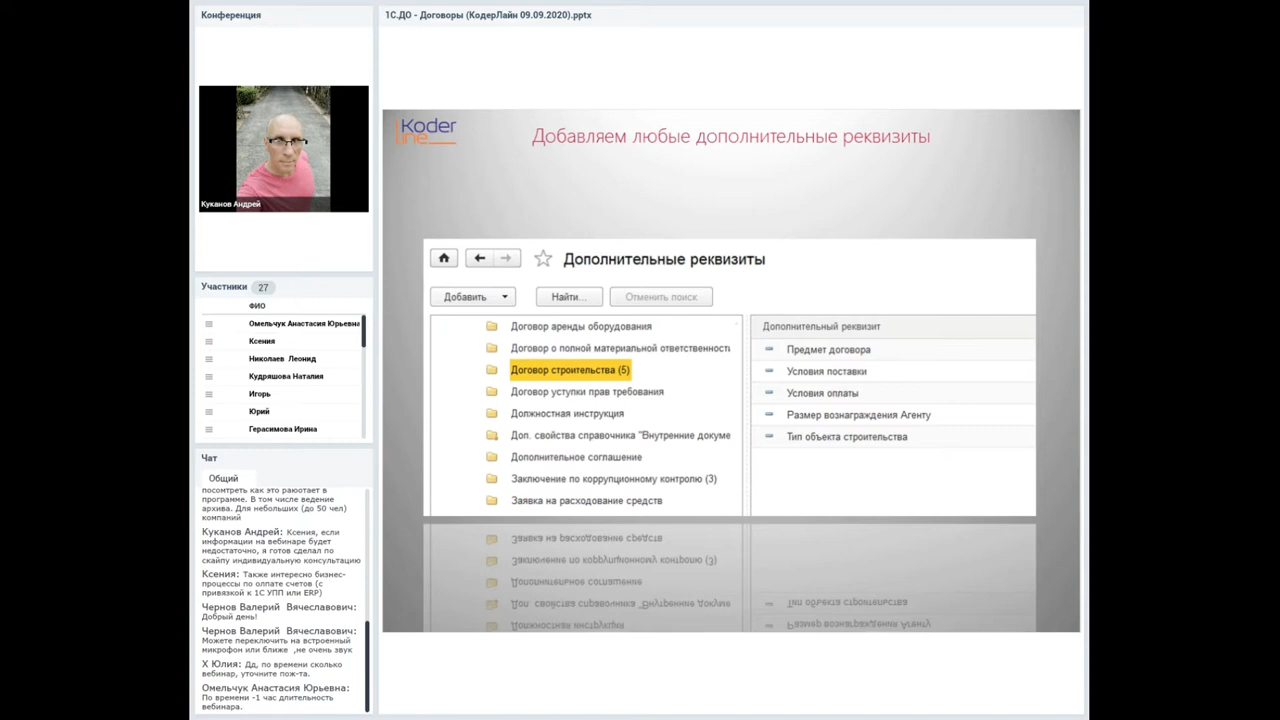 Конференция
Куканов Андрей
Участники 27
ФИО
Омельчук Анастасия Юрьевна
Ксения
Николаев Леонид
Кудряшова Наталия
Игорь
Юрий
Герасимова Ирина
Чат
Общий
посмотреть как это работает в
программе. В том числе ведение
архива. Для небольших (до 50 чел)
компаний
Куканов Андрей: Ксения, если
информации на вебинаре будет
недостаточно, я готов сделал по
скайпу индивидуальную консультацию
Ксения: Также интересно бизнес-
процессы по олпате счетов (с
привязкой к 1С УПП или ERP)
Чернов Валерий Вячеславович:
Добрый день!
Чернов Валерий Вячеславович:
Можете переключить на встроенный
микрофон или ближе ,не очень звук
Х Юлия: Дд, по времени сколько
вебинар, уточните пож-та.
Омельчук Анастасия Юрьевна:
По времени -1 час длительность
вебинара.
1С.ДО - Договоры (КодерЛайн 09.09.2020).pptx
Koder
line
Добавляем любые дополнительные реквизиты
Дополнительные реквизиты
Добавить
Найти...
Отменить поиск
Договор аренды оборудования
Договор о полной материальной ответственност
Договор строительства (5)
Договор уступки прав требования
Должностная инструкция
Доп. свойства справочника "Внутренние докуме
Дополнительное соглашение
Заключение по коррупционному контролю (3)
Заявка на расходование средств
Дополнительный реквизит
Предмет договора
Условия поставки
Условия оплаты
Размер вознаграждения Агенту
Тип объекта строительства